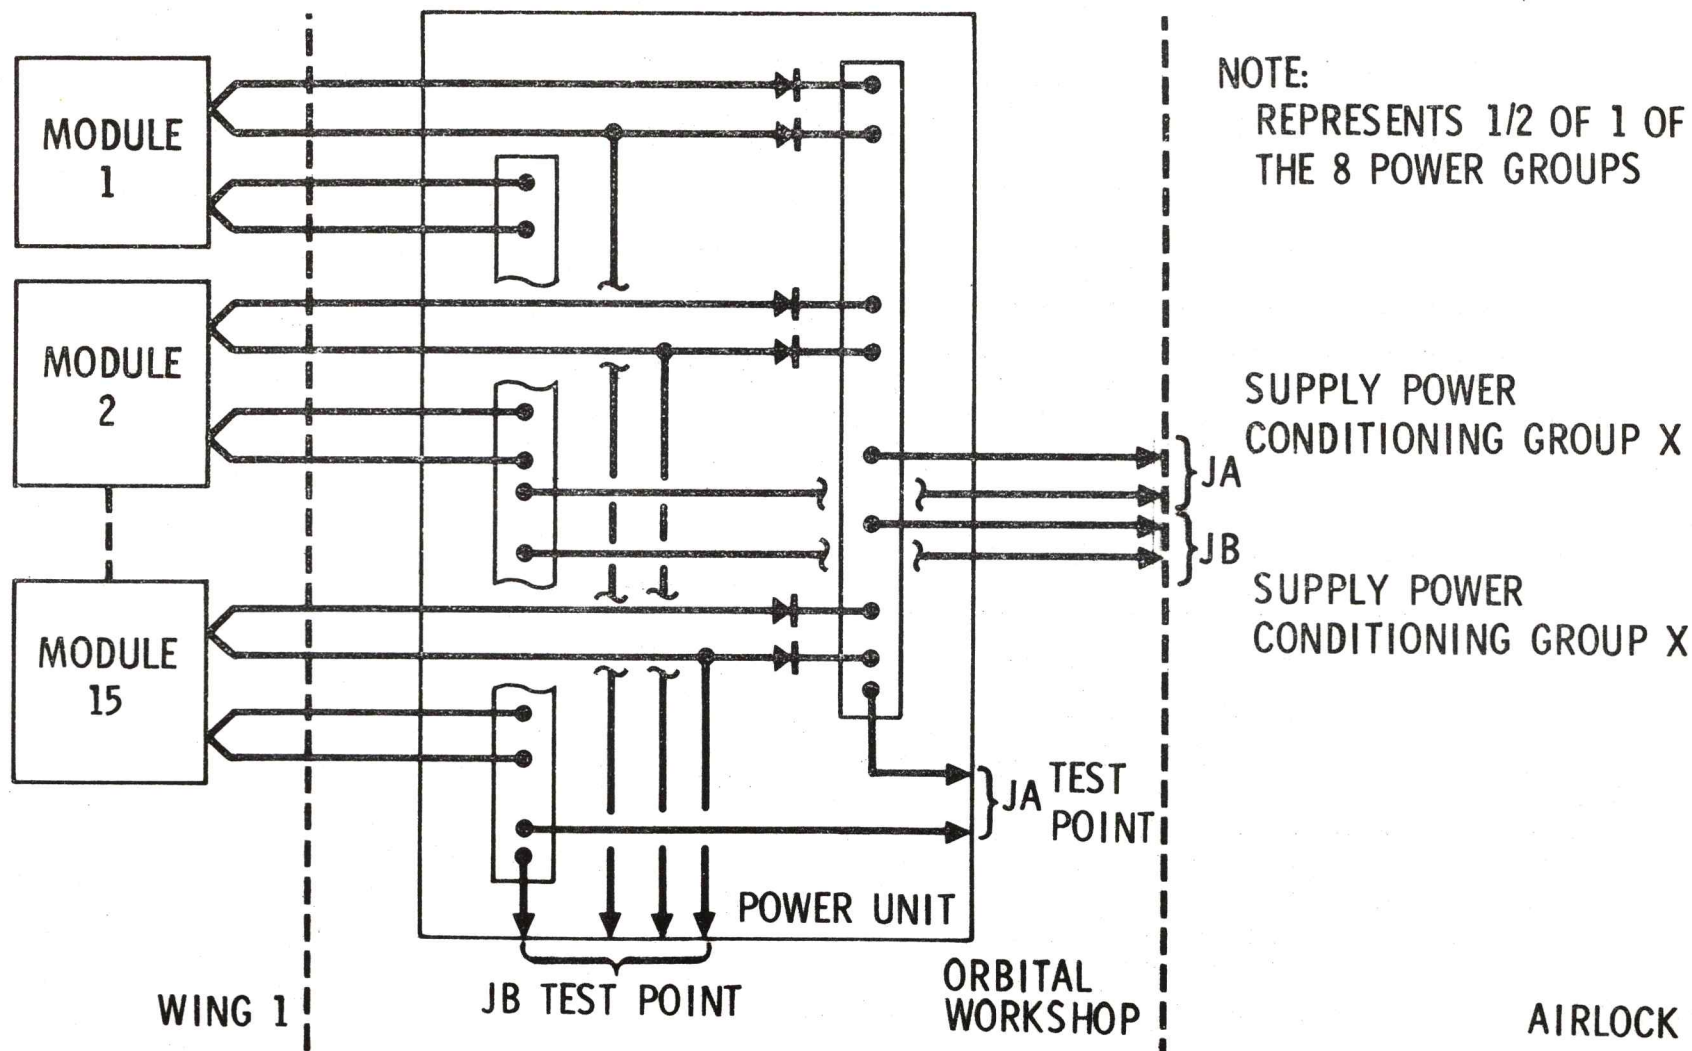 NOTE:
REPRESENTS 1/2 OF 1 OF
THE 8 POWER GROUPS
MODULE
1
MODULE
2
MODULE
15
SUPPLY POWER
CONDITIONING GROUP X
JA
JB
SUPPLY POWER
CONDITIONING GROUP X
JA TEST
POINT
POWER UNIT
JB TEST POINT
WING 1
ORBITAL
WORKSHOP
AIRLOCK